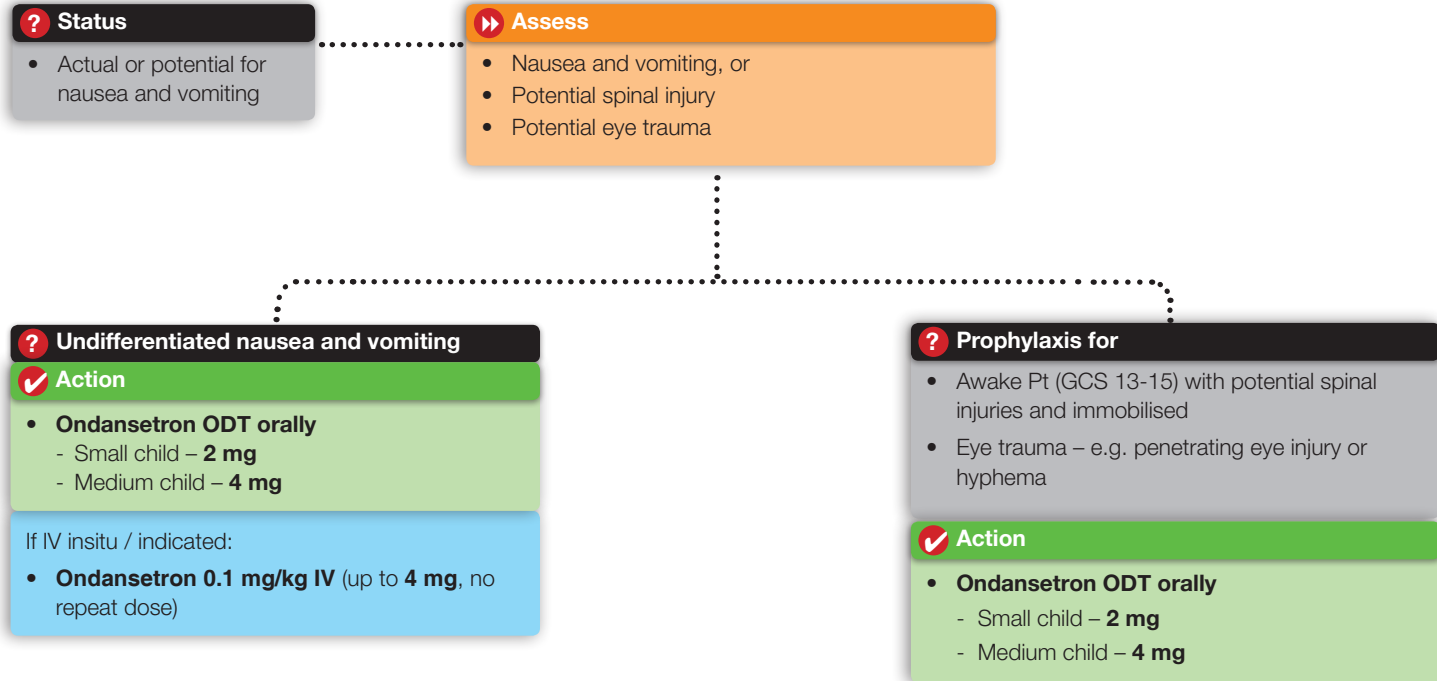 Status
• Actual or potential for
nausea and vomiting
Assess
• Nausea and vomiting, or
• Potential spinal injury
• Potential eye trauma
Undifferentiated nausea and vomiting
Action
• Ondansetron ODT orally
- Small child – 2 mg
- Medium child – 4 mg
If IV insitu / indicated:
• Ondansetron 0.1 mg/kg IV (up to 4 mg, no
repeat dose)
Prophylaxis for
• Awake Pt (GCS 13-15) with potential spinal
injuries and immobilised
• Eye trauma – e.g. penetrating eye injury or
hyphema
Action
• Ondansetron ODT orally
- Small child – 2 mg
- Medium child – 4 mg